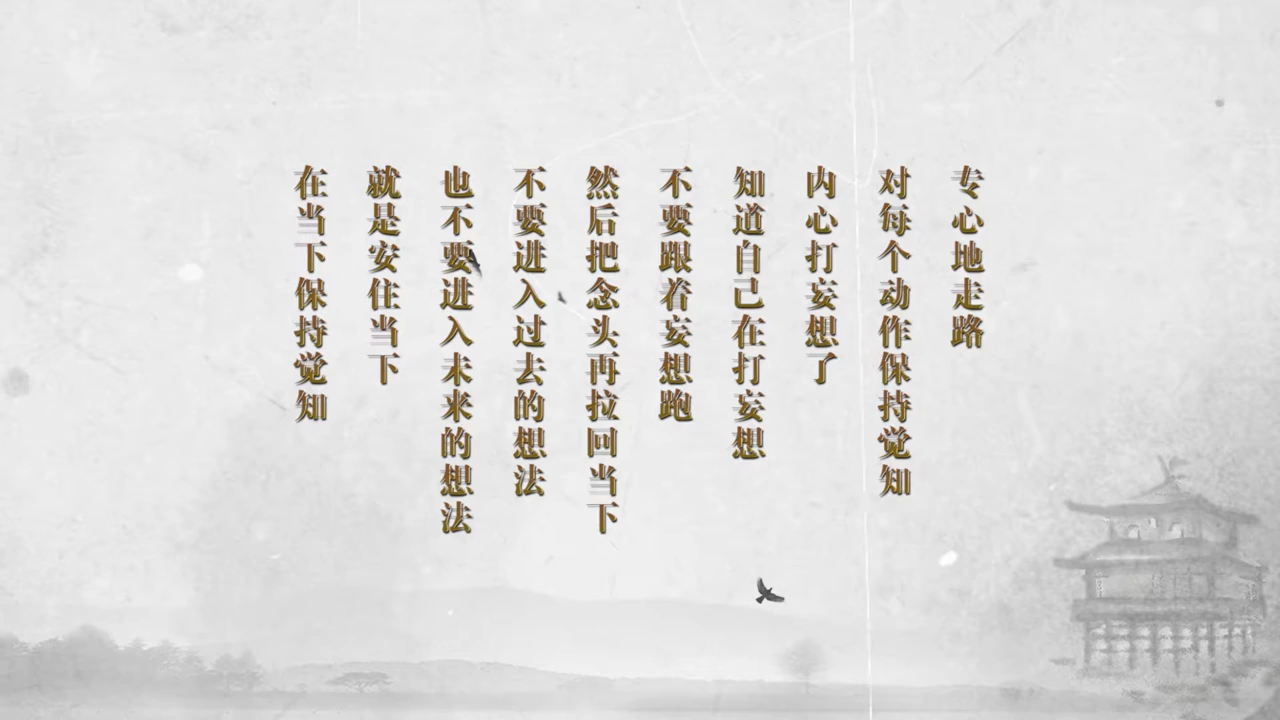 专心地走路
对每个动作保持觉知
内心打妄想了
知道自己在打妄想
不要跟着妄想跑
然后把念头再拉回当下
不要进入过去的想法
也不要进入未来的想法
就是安住当下
在当下保持觉知